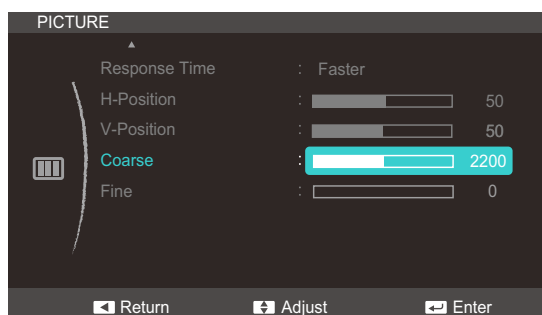 PICTURE
Response Time : Faster
H-Position : 50
V-Position : 50
Coarse : 2200
Fine : 0
Return Adjust Enter